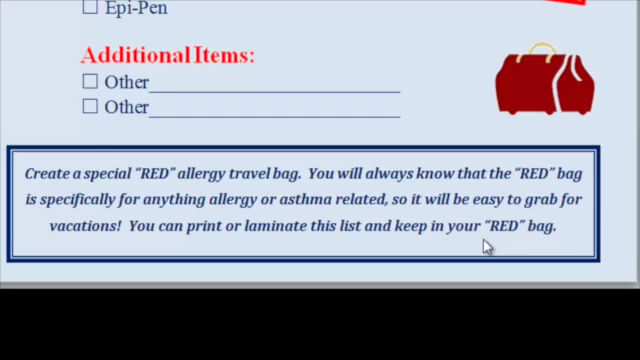 ☐ Epi-Pen
Additional Items:
☐ Other
☐ Other
Create a special “RED” allergy travel bag. You will always know that the “RED” bag
is specifically for anything allergy or asthma related, so it will be easy to grab for
vacations! You can print or laminate this list and keep in your “RED” bag.